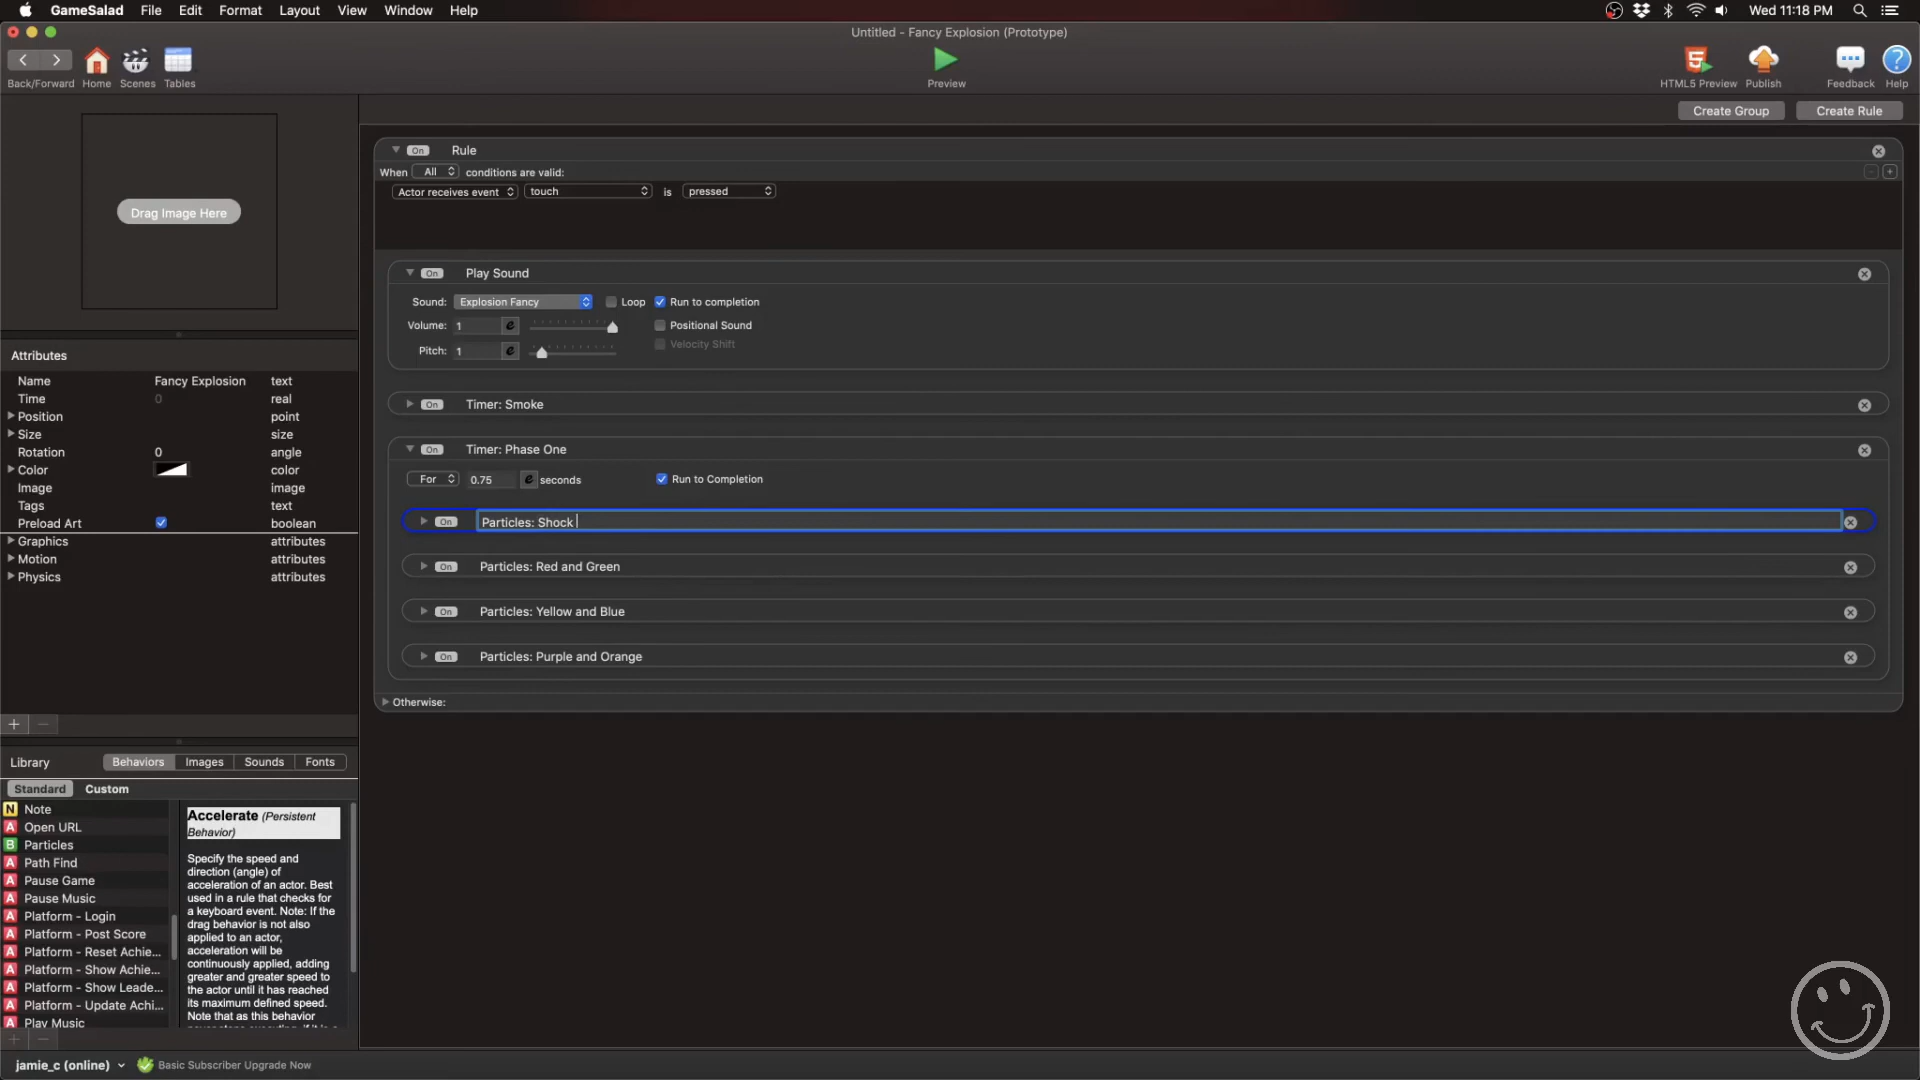 GameSalad File Edit Format Layout View Window Help
Wed 11:18 PM
Untitled - Fancy Explosion (Prototype)
Back/Forward Home Scenes Tables
Preview
HTML5 Preview Publish Feedback Help
Create Group Create Rule
Drag Image Here
On Rule
When All conditions are valid:
Actor receives event touch is pressed
On Play Sound
Sound: Explosion Fancy Loop Run to completion
Volume: 1 e Positional Sound
Velocity Shift
Pitch: 1 e
On Timer: Smoke
On Timer: Phase One
For 0.75 e seconds Run to Completion
On Particles: Shock
On Particles: Red and Green
On Particles: Yellow and Blue
On Particles: Purple and Orange
Otherwise:
Attributes
Name Fancy Explosion text
Time 0 real
Position point
Size size
Rotation 0 angle
Color color
Image image
Tags text
Preload Art boolean
Graphics attributes
Motion attributes
Physics attributes
Library Behaviors Images Sounds Fonts
Standard Custom
N Note
A Open URL
B Particles
A Path Find
A Pause Game
A Pause Music
A Platform - Login
A Platform - Post Score
A Platform - Reset Achie...
A Platform - Show Achie...
A Platform - Show Leade...
A Platform - Update Achi...
A Play Music
Accelerate (Persistent
Behavior)
Specify the speed and
direction (angle) of
acceleration of an actor. Best
used in a rule that checks for
a keyboard event. Note: If the
drag behavior is not also
applied to an actor,
acceleration will be
continuously applied, adding
greater and greater speed to
the actor until it has reached
its maximum defined speed.
Note that as this behavior
jamie_c (online) Basic Subscriber Upgrade Now